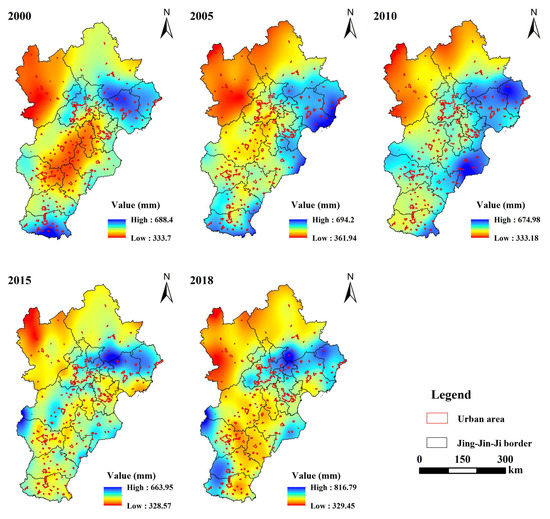 2000
N
Value (mm)
High : 688.4
Low : 333.7
2005
N
Value (mm)
High : 694.2
Low : 361.94
2010
N
Value (mm)
High : 674.98
Low : 333.18
2015
N
Value (mm)
High : 663.95
Low : 328.57
2018
N
Value (mm)
High : 816.79
Low : 329.45
Legend
Urban area
Jing-Jin-Ji border
0 150 300
km